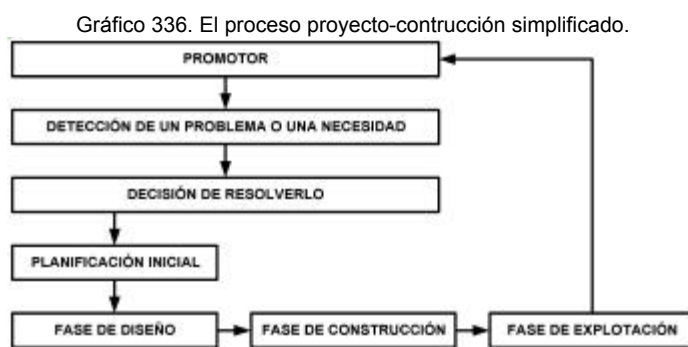 Gráfico 336. El proceso proyecto-contrucción simplificado.
PROMOTOR
DETECCIÓN DE UN PROBLEMA O UNA NECESIDAD
DECISIÓN DE RESOLVERLO
PLANIFICACIÓN INICIAL
FASE DE DISEÑO
FASE DE CONSTRUCCIÓN
FASE DE EXPLOTACIÓN